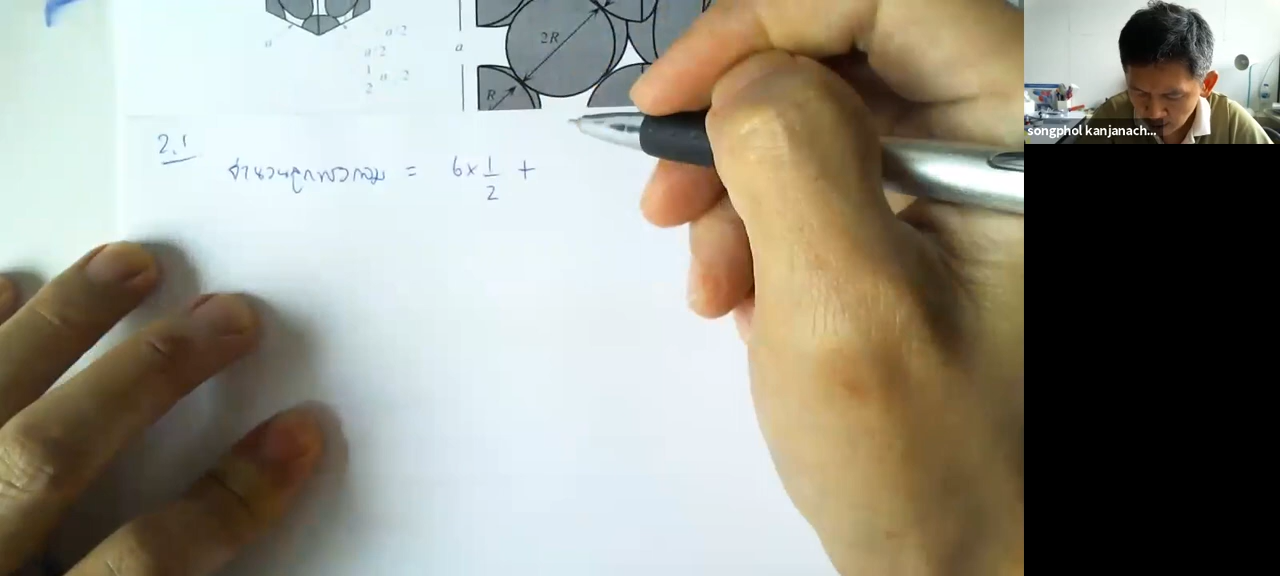 a√2
a/2
a
1/2 a√2
a
2R
R
2.1
จำนวนลูกทรงกลม = 6 × 1/2 +
songphol kanjanach...